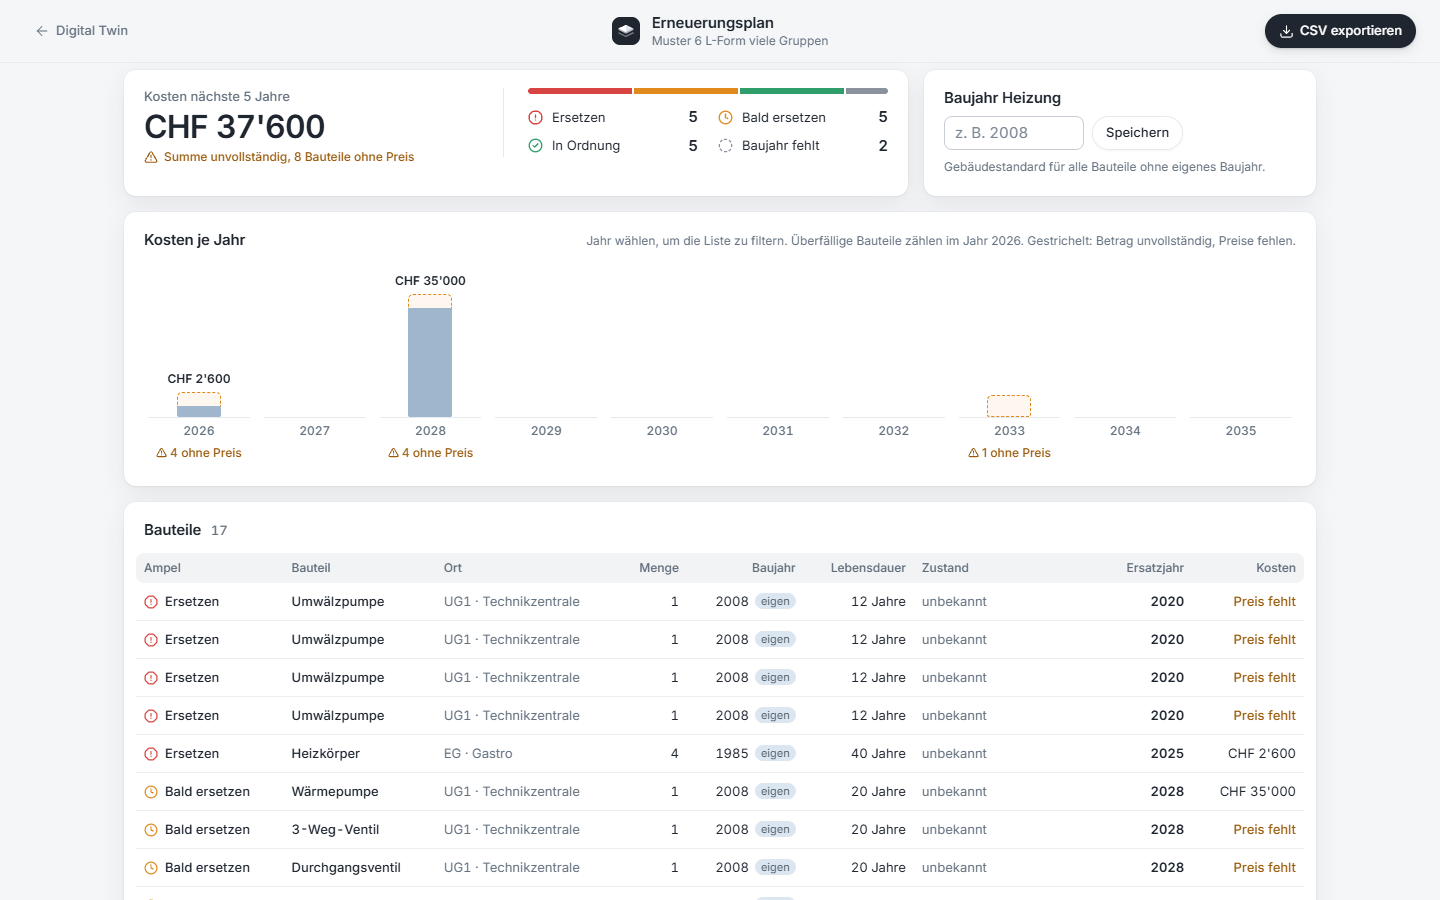 Digital Twin
Erneuerungsplan
Muster 6 L-Form viele Gruppen
CSV exportieren
Kosten nächste 5 Jahre
CHF 37'600
Summe unvollständig, 8 Bauteile ohne Preis
Ersetzen 5
Bald ersetzen 5
In Ordnung 5
Baujahr fehlt 2
Baujahr Heizung
z. B. 2008
Speichern
Gebäudestandard für alle Bauteile ohne eigenes Baujahr.
Kosten je Jahr
Jahr wählen, um die Liste zu filtern. Überfällige Bauteile zählen im Jahr 2026. Gestrichelt: Betrag unvollständig, Preise fehlen.
CHF 35'000
CHF 2'600
2026 2027 2028 2029 2030 2031 2032 2033 2034 2035
4 ohne Preis 4 ohne Preis 1 ohne Preis
Bauteile 17
Ampel Bauteil Ort Menge Baujahr Lebensdauer Zustand Ersatzjahr Kosten
Ersetzen Umwälzpumpe UG1 · Technikzentrale 1 2008 eigen 12 Jahre unbekannt 2020 Preis fehlt
Ersetzen Umwälzpumpe UG1 · Technikzentrale 1 2008 eigen 12 Jahre unbekannt 2020 Preis fehlt
Ersetzen Umwälzpumpe UG1 · Technikzentrale 1 2008 eigen 12 Jahre unbekannt 2020 Preis fehlt
Ersetzen Umwälzpumpe UG1 · Technikzentrale 1 2008 eigen 12 Jahre unbekannt 2020 Preis fehlt
Ersetzen Heizkörper EG · Gastro 4 1985 eigen 40 Jahre unbekannt 2025 CHF 2'600
Bald ersetzen Wärmepumpe UG1 · Technikzentrale 1 2008 eigen 20 Jahre unbekannt 2028 CHF 35'000
Bald ersetzen 3-Weg-Ventil UG1 · Technikzentrale 1 2008 eigen 20 Jahre unbekannt 2028 Preis fehlt
Bald ersetzen Durchgangsventil UG1 · Technikzentrale 1 2008 eigen 20 Jahre unbekannt 2028 Preis fehlt